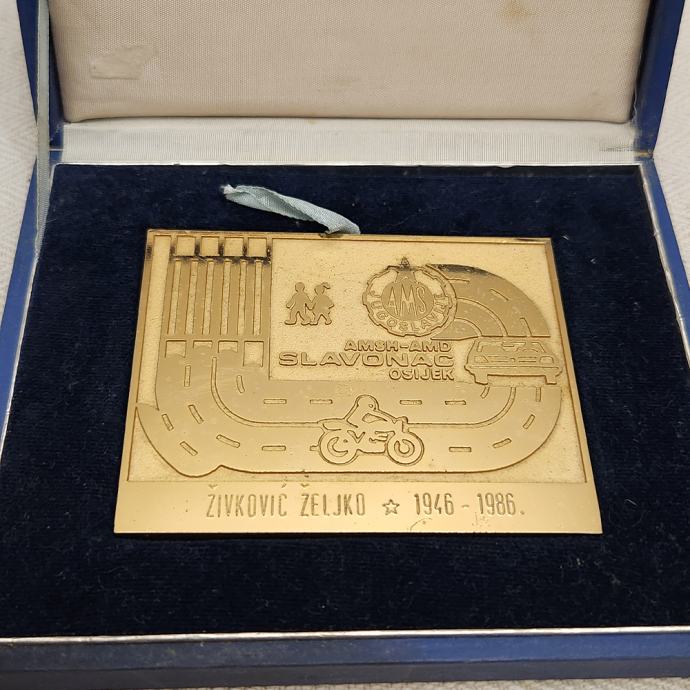 AMS
JUGOSLAVIJE
AMSH-AMD
SLAVONAC
OSIJEK
ŽIVKOVIĆ ŽELJKO ☆ 1946 - 1986.